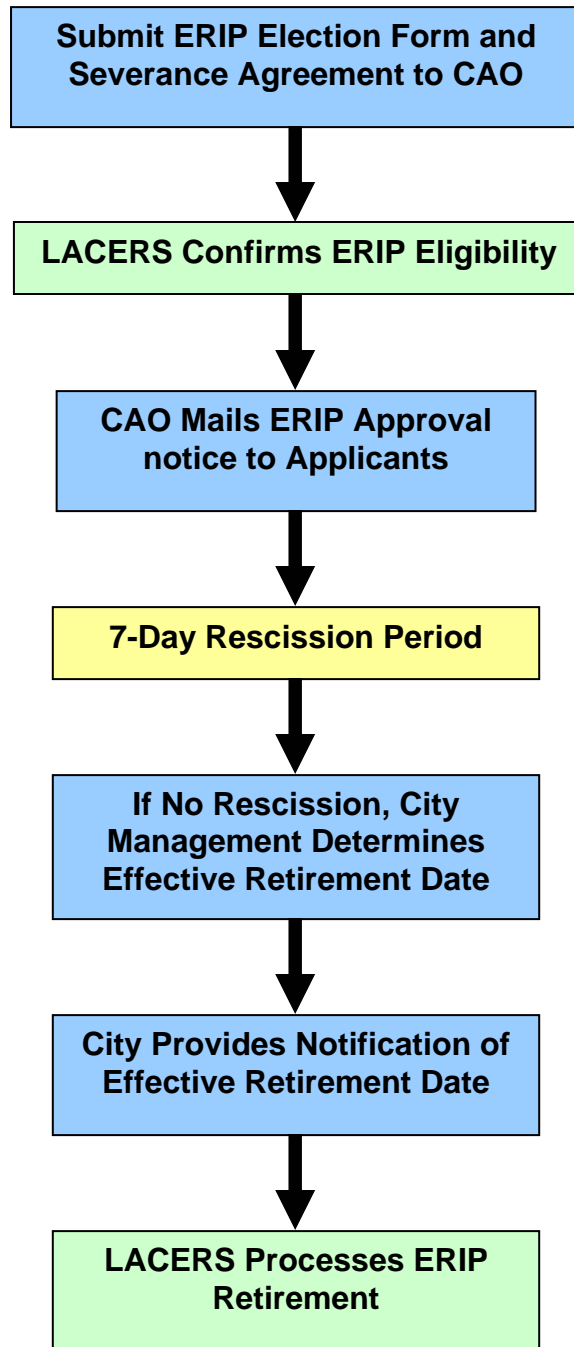 Submit ERIP Election Form and
Severance Agreement to CAO
LACERS Confirms ERIP Eligibility
CAO Mails ERIP Approval
notice to Applicants
7-Day Rescission Period
If No Rescission, City
Management Determines
Effective Retirement Date
City Provides Notification of
Effective Retirement Date
LACERS Processes ERIP
Retirement